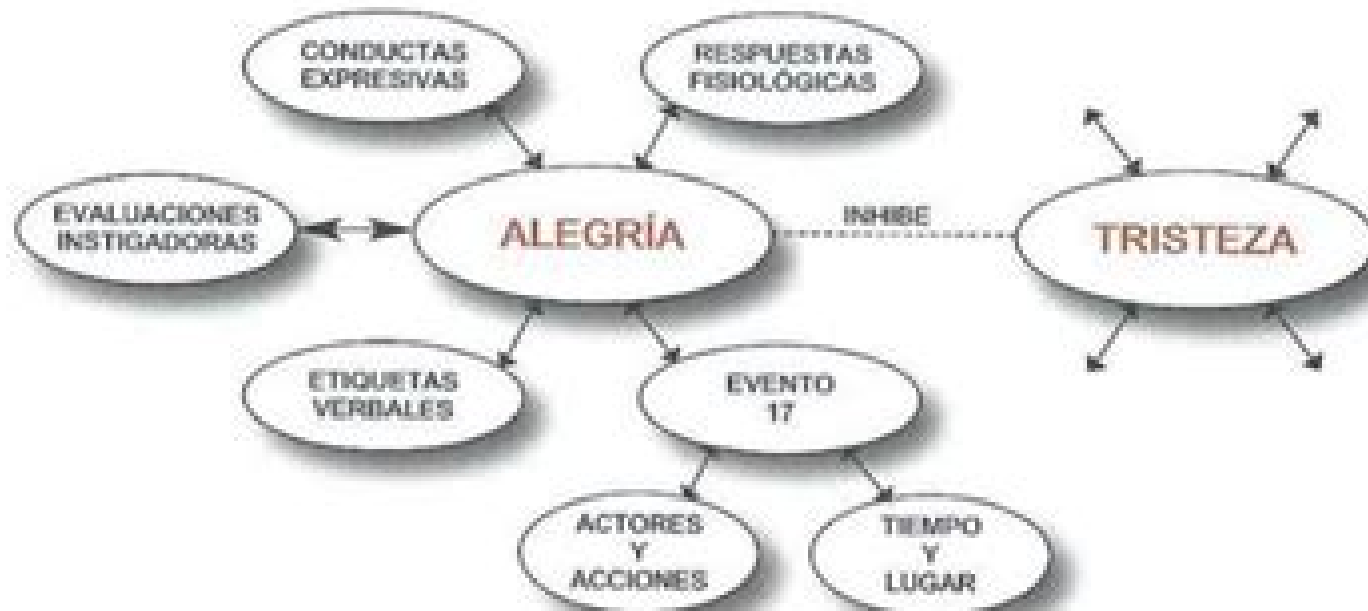 CONDUCTAS
EXPRESIVAS
RESPUESTAS
FISIOLÓGICAS
EVALUACIONES
INSTIGADORAS
ALEGRÍA
INHIBE
TRISTEZA
ETIQUETAS
VERBALES
EVENTO
17
ACTORES
Y
ACCIONES
TIEMPO
Y
LUGAR